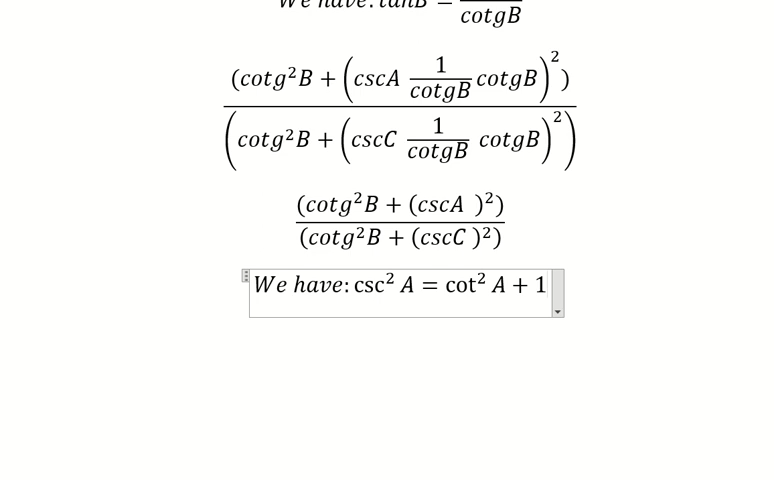 We have: tanB = ─ cotgB
(cotg²B + (cscA 1/cotgB cotgB)²)
(cotg²B + (cscC 1/cotgB cotgB)²)
(cotg²B + (cscA )²)
(cotg²B + (cscC )²)
We have: csc² A = cot² A + 1